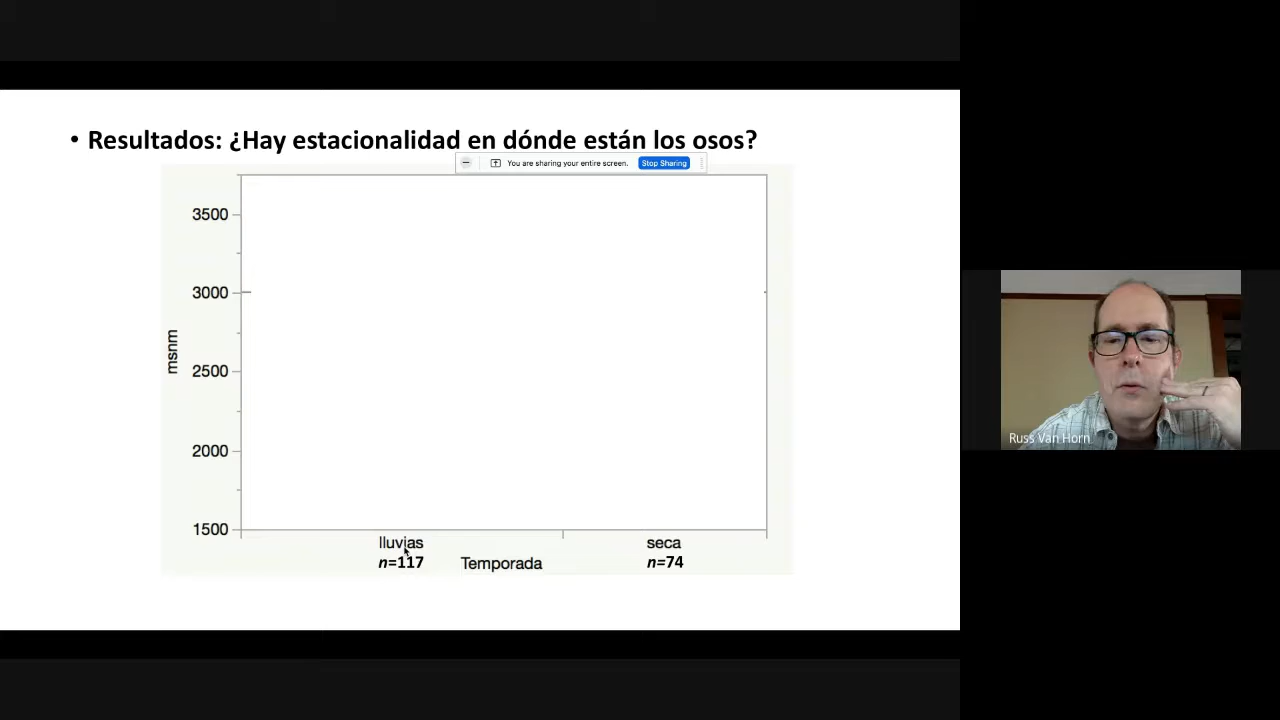 • Resultados: ¿Hay estacionalidad en dónde están los osos?
You are sharing your entire screen. Stop Sharing
3500
3000
2500
2000
1500
msnm
lluvias seca
n=117 Temporada n=74
Russ Van Horn